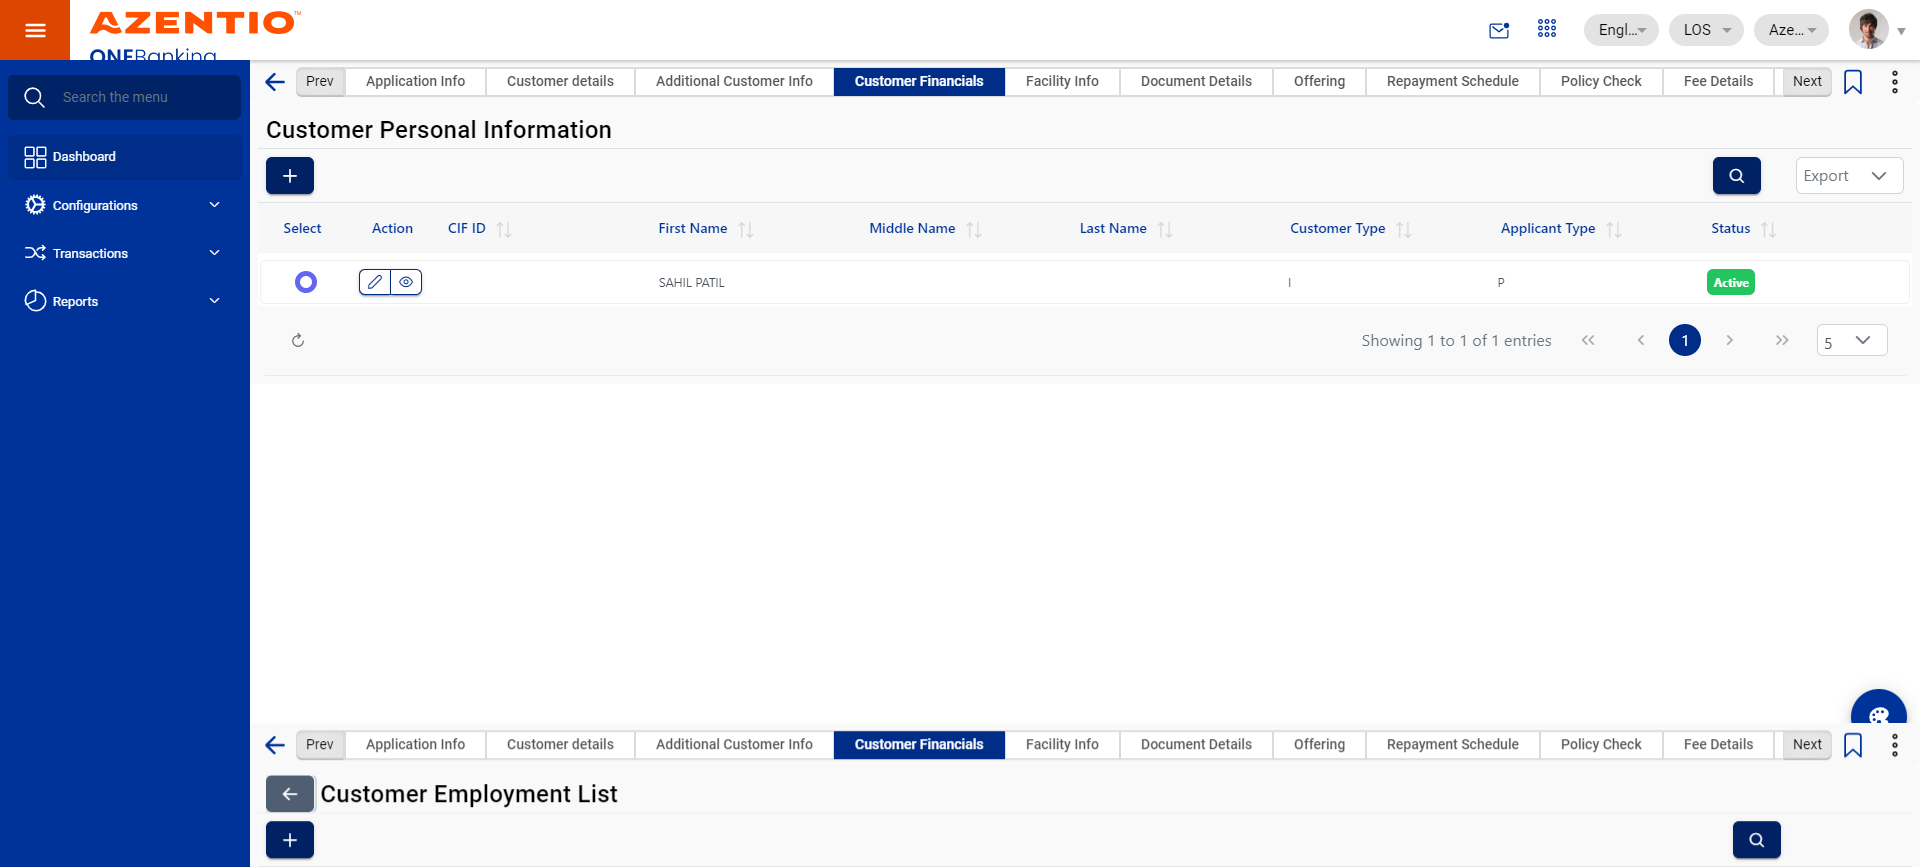 AZENTIO™
ONEBanking
Engl...
LOS
Aze...
Search the menu
Dashboard
Configurations
Transactions
Reports
Prev
Application Info
Customer details
Additional Customer Info
Customer Financials
Facility Info
Document Details
Offering
Repayment Schedule
Policy Check
Fee Details
Next
Customer Personal Information
Export
Select
Action
CIF ID
First Name
Middle Name
Last Name
Customer Type
Applicant Type
Status
SAHIL PATIL
I
P
Active
Showing 1 to 1 of 1 entries
1
5
Prev
Application Info
Customer details
Additional Customer Info
Customer Financials
Facility Info
Document Details
Offering
Repayment Schedule
Policy Check
Fee Details
Next
Customer Employment List